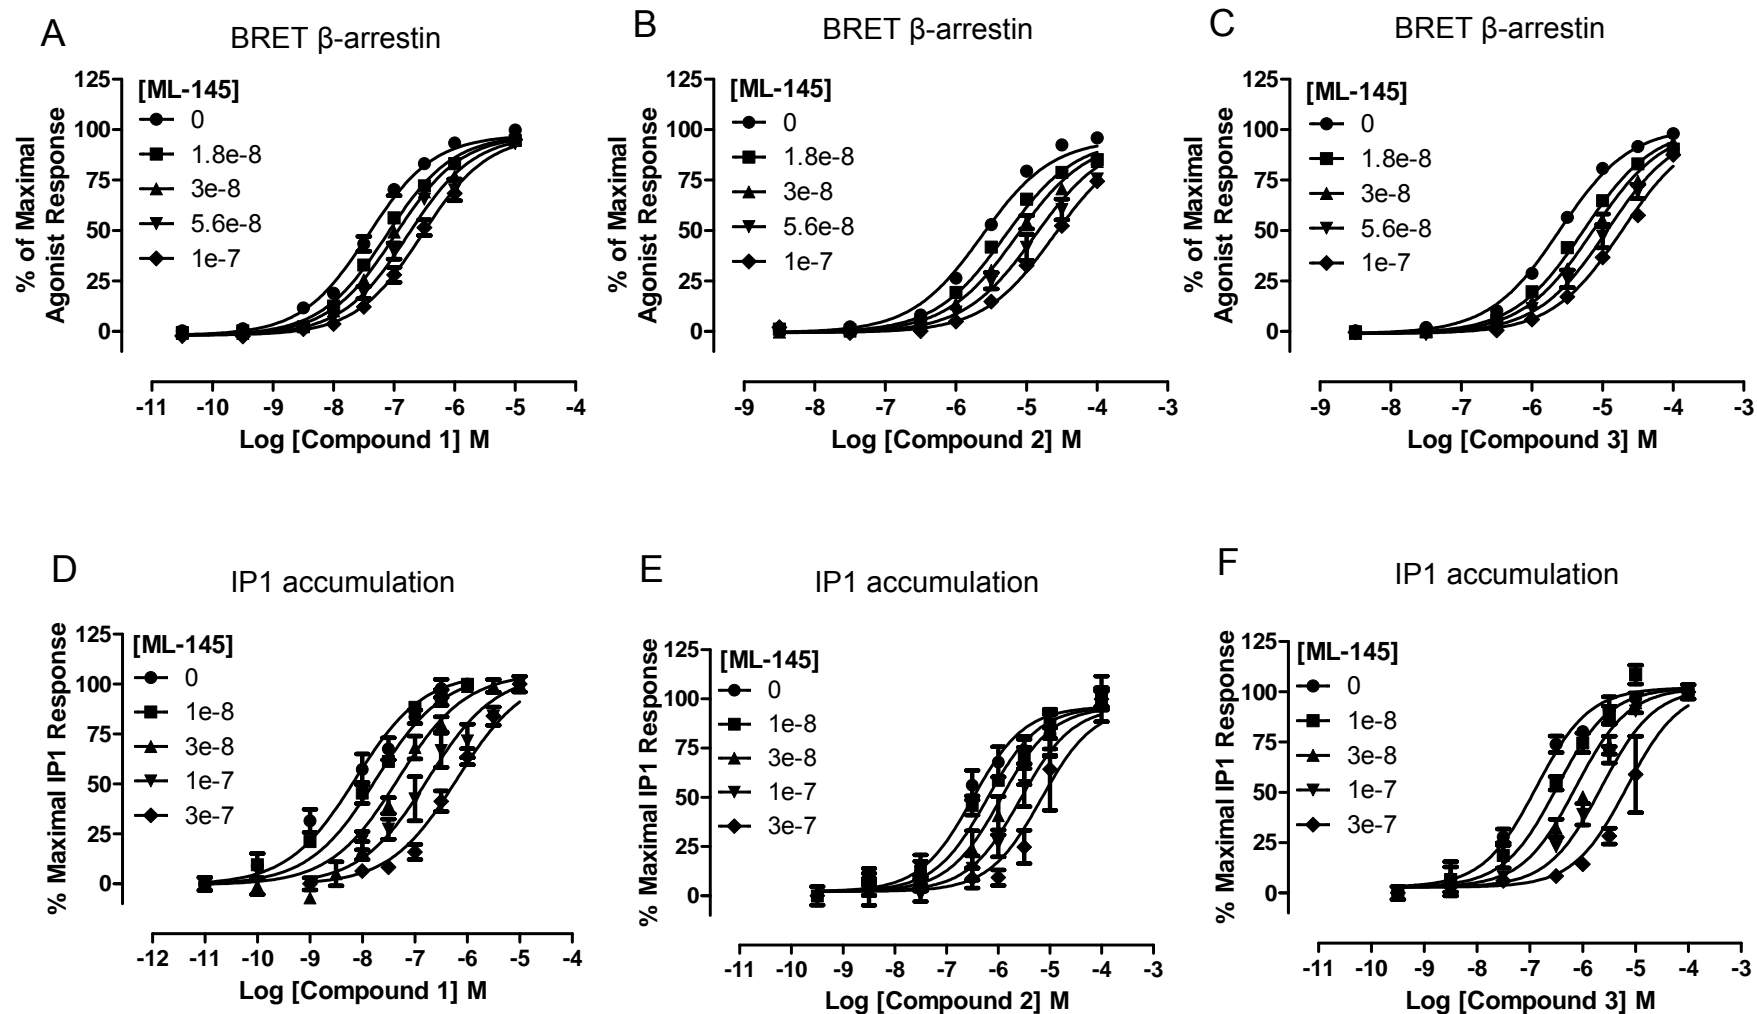 A
BRET β-arrestin
% of Maximal
Agonist Response
125
100
75
50
25
0
[ML-145]
0
1.8e-8
3e-8
5.6e-8
1e-7
-11 -10 -9 -8 -7 -6 -5 -4
Log [Compound 1] M
B
BRET β-arrestin
% of Maximal
Agonist Response
125
100
75
50
25
0
[ML-145]
0
1.8e-8
3e-8
5.6e-8
1e-7
-9 -8 -7 -6 -5 -4 -3
Log [Compound 2] M
C
BRET β-arrestin
% of Maximal
Agonist Response
125
100
75
50
25
0
[ML-145]
0
1.8e-8
3e-8
5.6e-8
1e-7
-9 -8 -7 -6 -5 -4 -3
Log [Compound 3] M
D
IP1 accumulation
% Maximal IP1 Response
125
100
75
50
25
0
[ML-145]
0
1e-8
3e-8
1e-7
3e-7
-12 -11 -10 -9 -8 -7 -6 -5 -4
Log [Compound 1] M
E
IP1 accumulation
% Maximal IP1 Response
125
100
75
50
25
0
[ML-145]
0
1e-8
3e-8
1e-7
3e-7
-11 -10 -9 -8 -7 -6 -5 -4 -3
Log [Compound 2] M
F
IP1 accumulation
% Maximal IP1 Response
125
100
75
50
25
0
[ML-145]
0
1e-8
3e-8
1e-7
3e-7
-11 -10 -9 -8 -7 -6 -5 -4 -3
Log [Compound 3] M